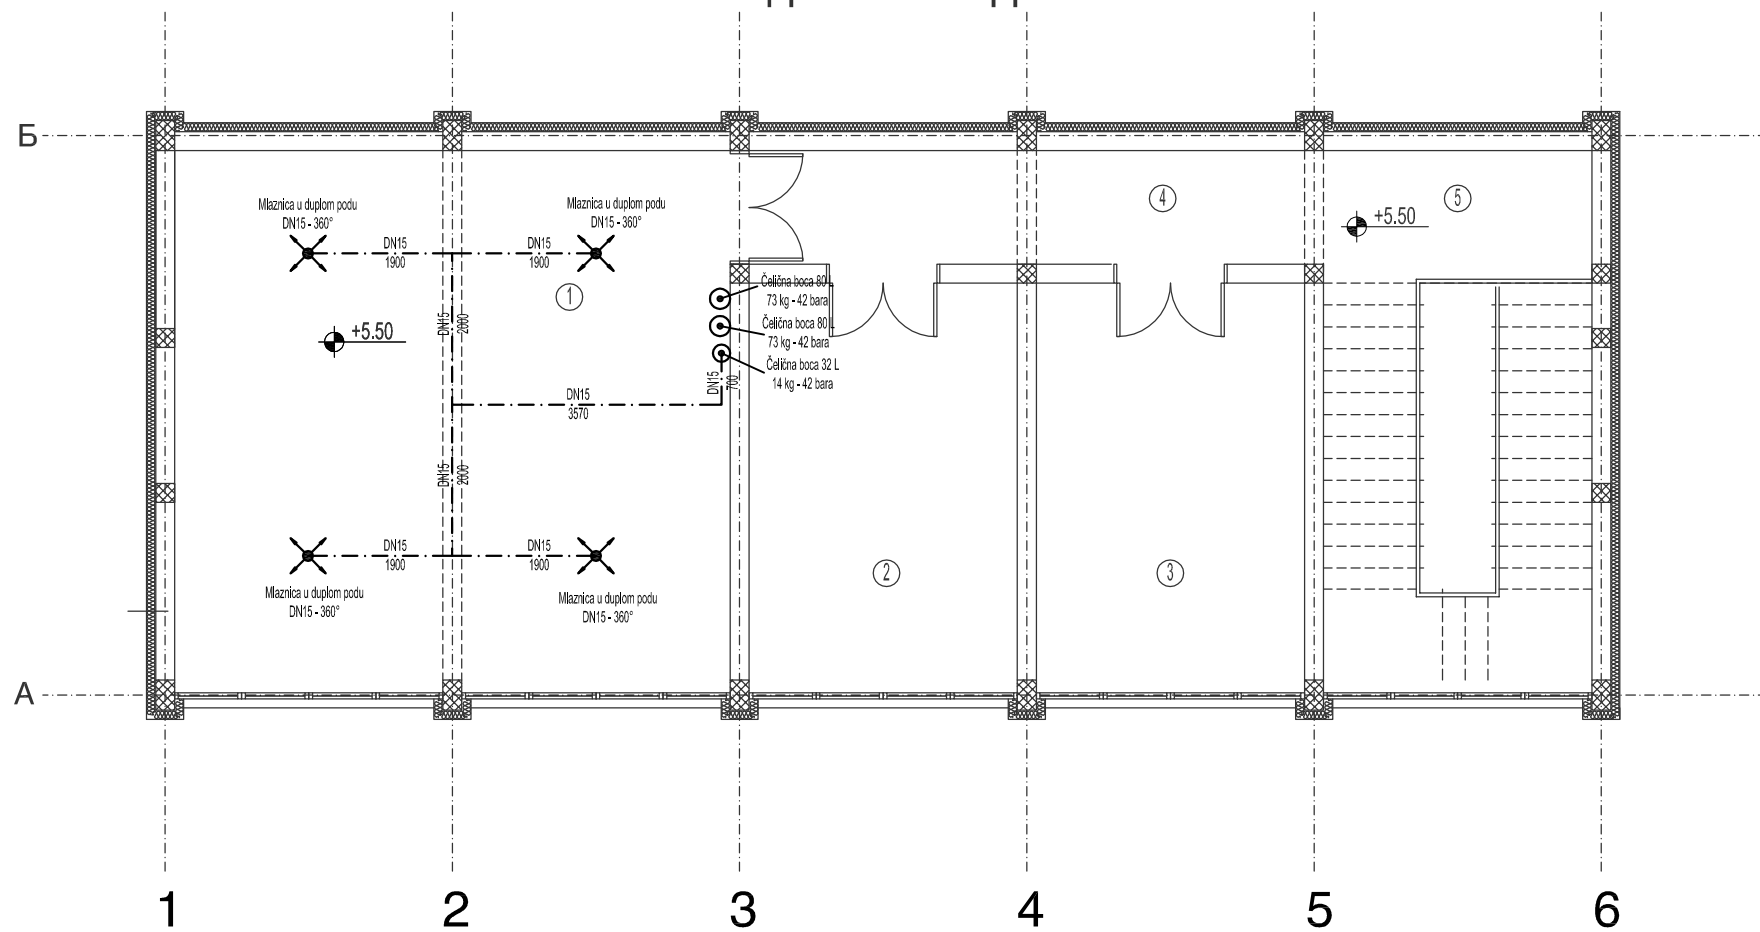 Б
Mlaznica u duplom podu
DN15 - 360°
Mlaznica u duplom podu
DN15 - 360°
4
5
+5.50
DN15
1900
DN15
1900
1
Čelična boca 80 L
73 kg - 42 bara
DN15
2000
+5.50
Čelična boca 80 L
73 kg - 42 bara
Čelična boca 32 L
14 kg - 42 bara
DN15
700
DN15
3570
DN15
2000
DN15
1900
DN15
1900
2
3
Mlaznica u duplom podu
DN15 - 360°
Mlaznica u duplom podu
DN15 - 360°
А
1
2
3
4
5
6